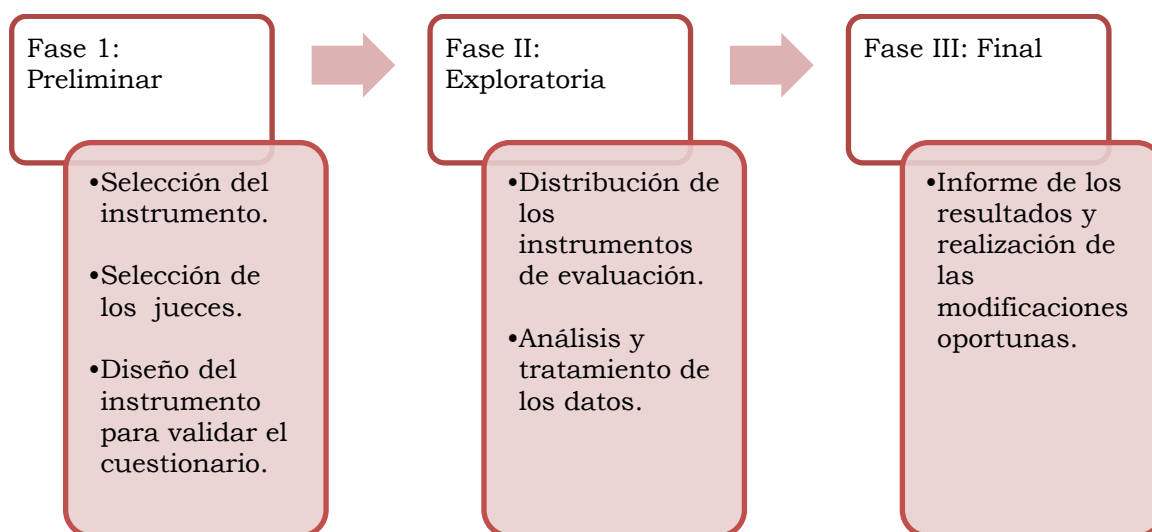 Fase 1:
Preliminar
•Selección del
instrumento.
•Selección de
los jueces.
•Diseño del
instrumento
para validar el
cuestionario.
Fase II:
Exploratoria
•Distribución de
los
instrumentos
de evaluación.
•Análisis y
tratamiento de
los datos.
Fase III: Final
•Informe de los
resultados y
realización de
las
modificaciones
oportunas.